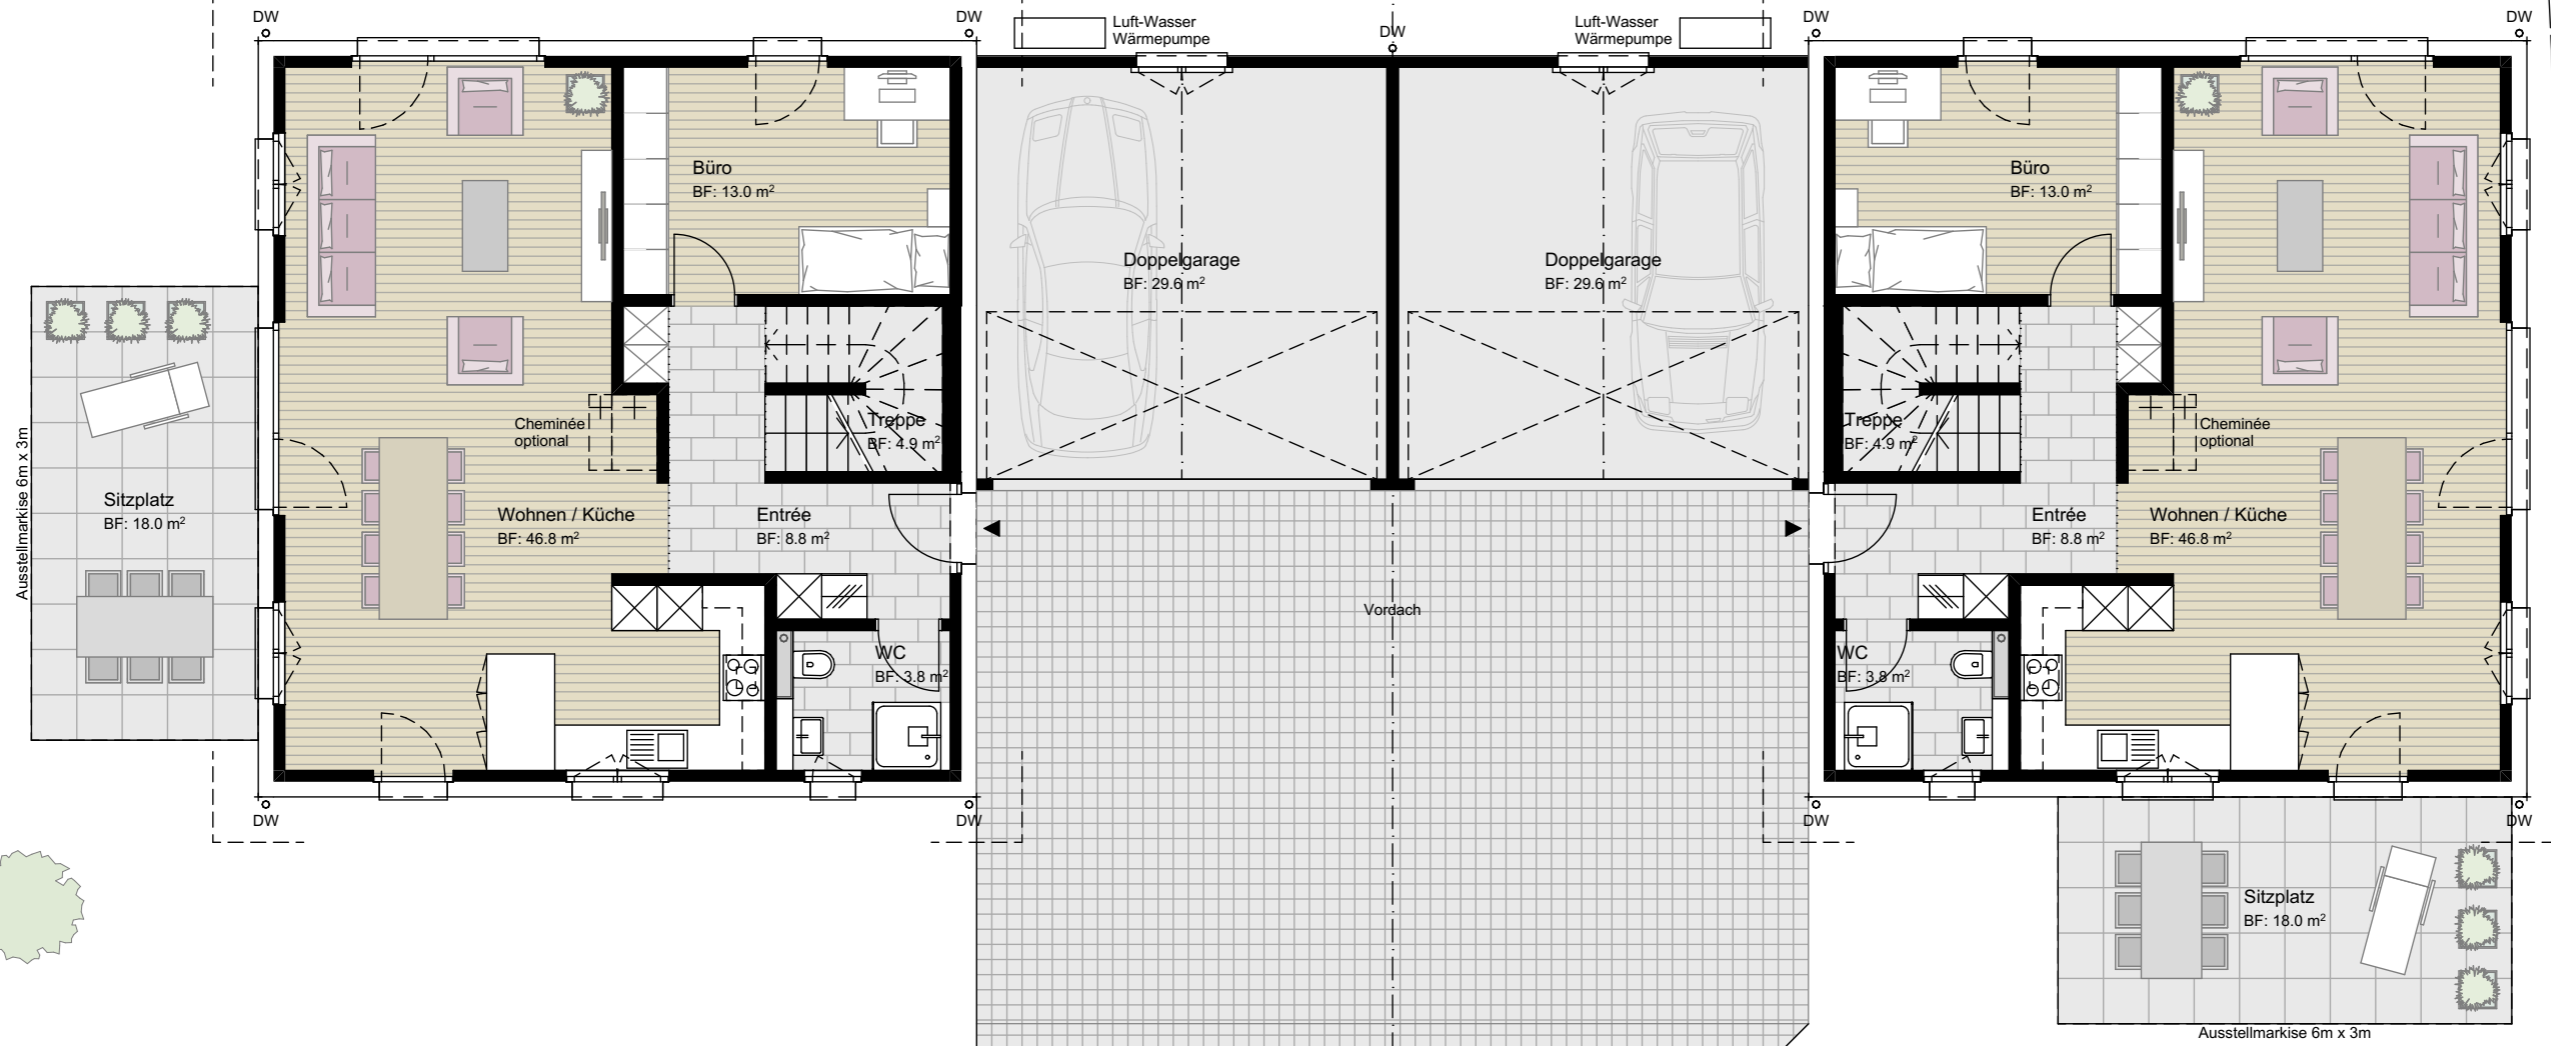 DW
DW
Luft-Wasser
Wärmepumpe
DW
Luft-Wasser
Wärmepumpe
DW
DW
Büro
BF: 13.0 m²
Doppelgarage
BF: 29.6 m²
Doppelgarage
BF: 29.6 m²
Büro
BF: 13.0 m²
Cheminée
optional
Treppe
BF: 4.9 m²
Treppe
BF: 4.9 m²
Cheminée
optional
Ausstellmarkise 6m x 3m
Sitzplatz
BF: 18.0 m²
Wohnen / Küche
BF: 46.8 m²
Entrée
BF: 8.8 m²
Entrée
BF: 8.8 m²
Wohnen / Küche
BF: 46.8 m²
Vordach
WC
BF: 3.8 m²
WC
BF: 3.8 m²
DW
DW
DW
DW
Sitzplatz
BF: 18.0 m²
Ausstellmarkise 6m x 3m